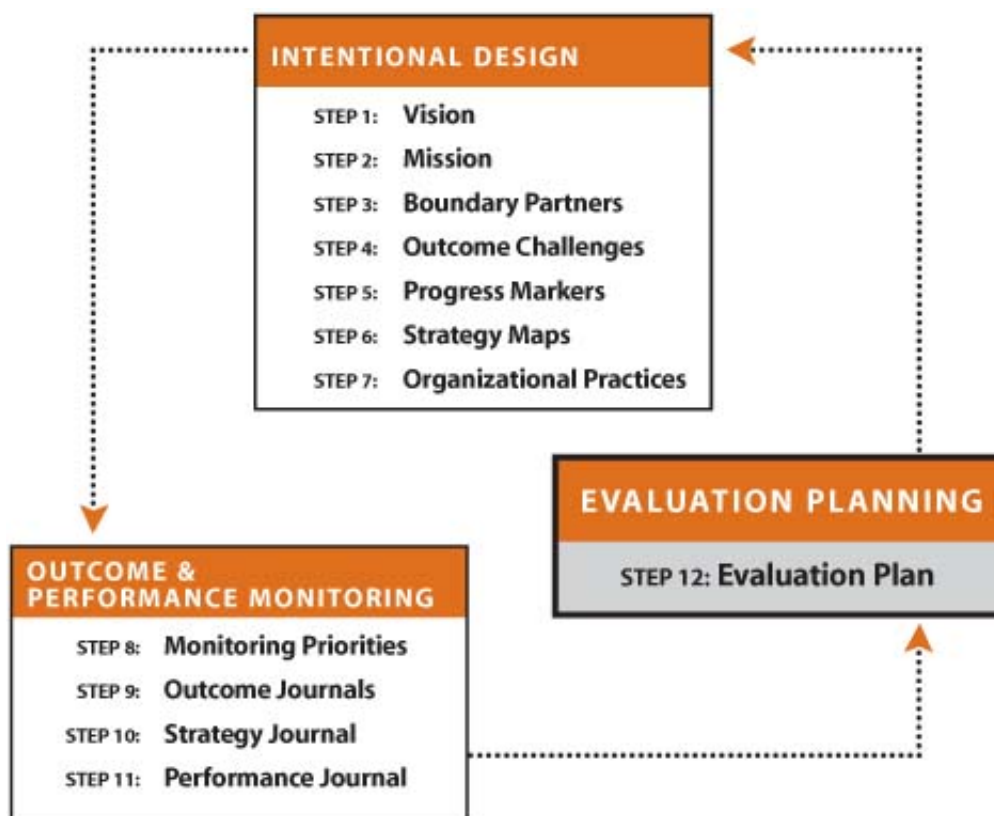 INTENTIONAL DESIGN
STEP 1: Vision
STEP 2: Mission
STEP 3: Boundary Partners
STEP 4: Outcome Challenges
STEP 5: Progress Markers
STEP 6: Strategy Maps
STEP 7: Organizational Practices
OUTCOME &
PERFORMANCE MONITORING
STEP 8: Monitoring Priorities
STEP 9: Outcome Journals
STEP 10: Strategy Journal
STEP 11: Performance Journal
EVALUATION PLANNING
STEP 12: Evaluation Plan